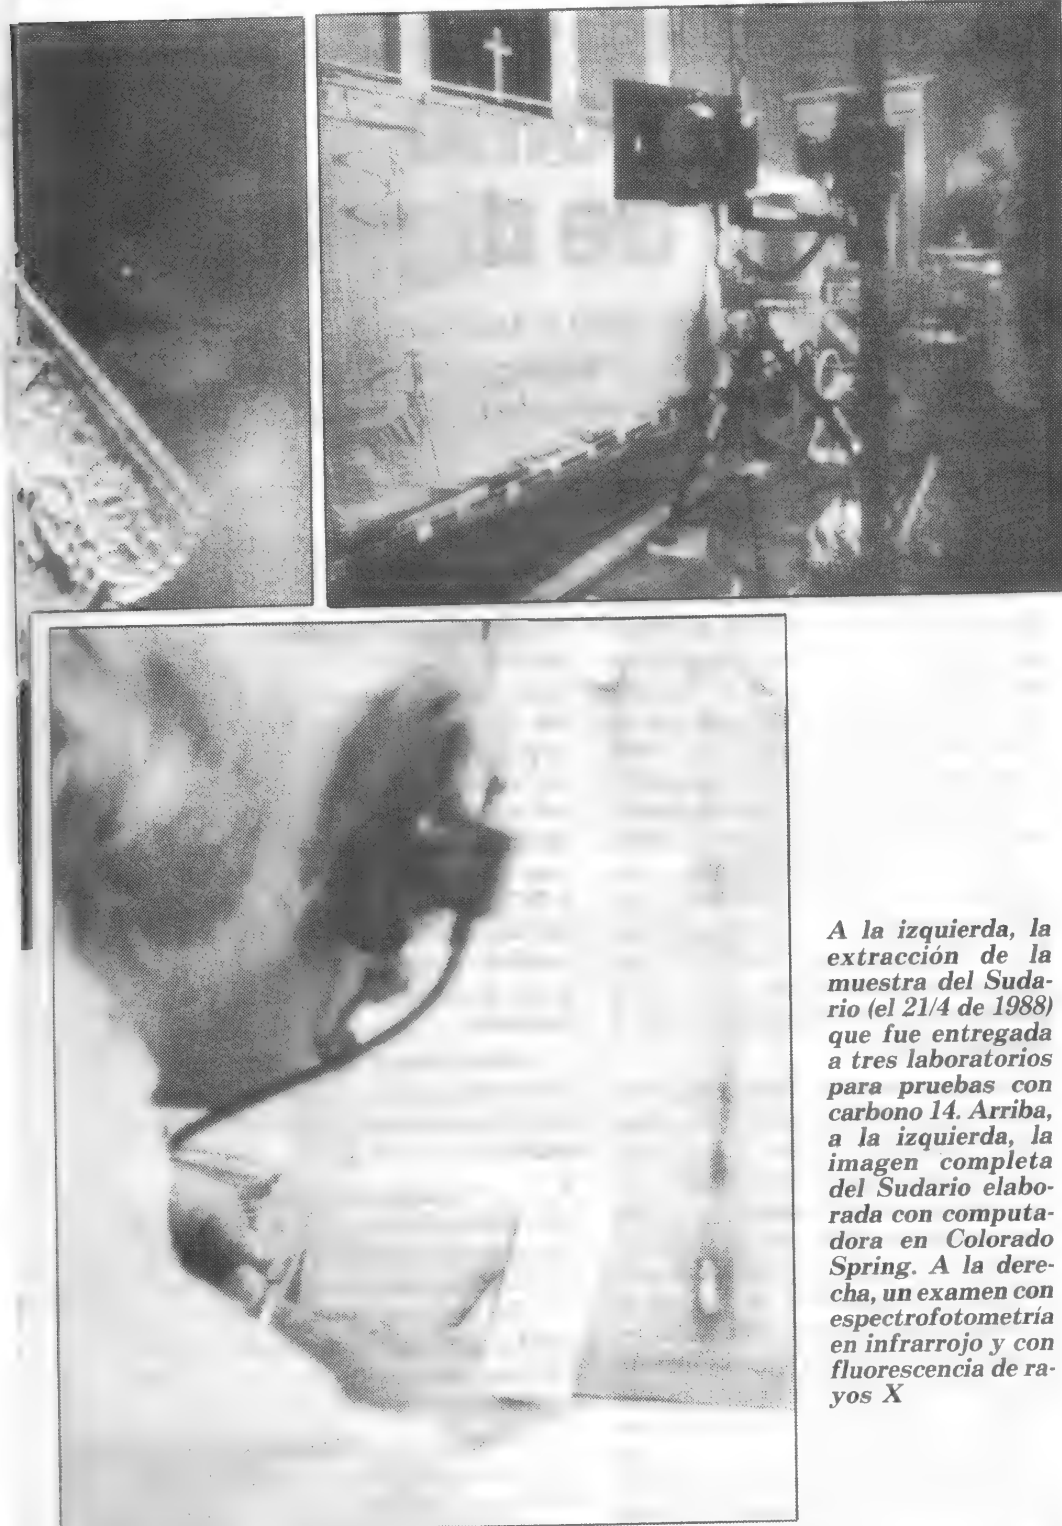 A la izquierda, la
extracción de la
muestra del Suda-
rio (el 21/4 de 1988)
que fue entregada
a tres laboratorios
para pruebas con
carbono 14. Arriba,
a la izquierda, la
imagen completa
del Sudario elabo-
rada con computa-
dora en Colorado
Spring. A la dere-
cha, un examen con
espectrofotometría
en infrarrojo y con
fluorescencia de ra-
yos X